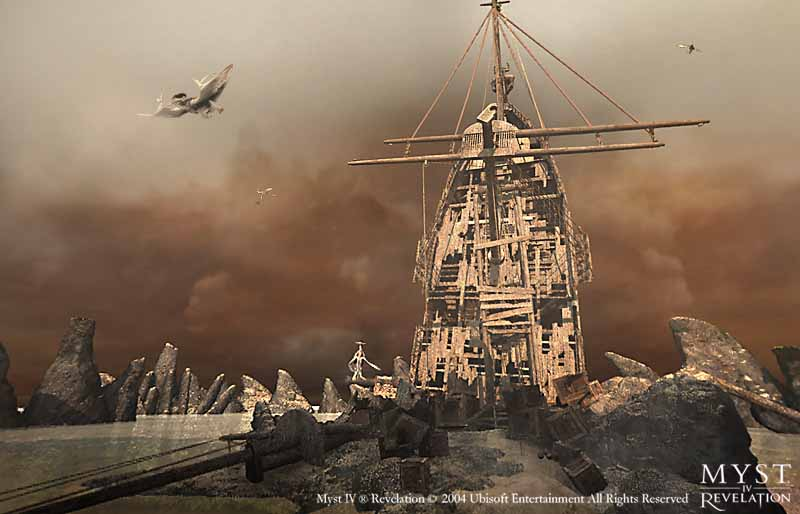 MYST
IV
REVELATION
Myst IV ® Revelation © 2004 Ubisoft Entertainment All Rights Reserved